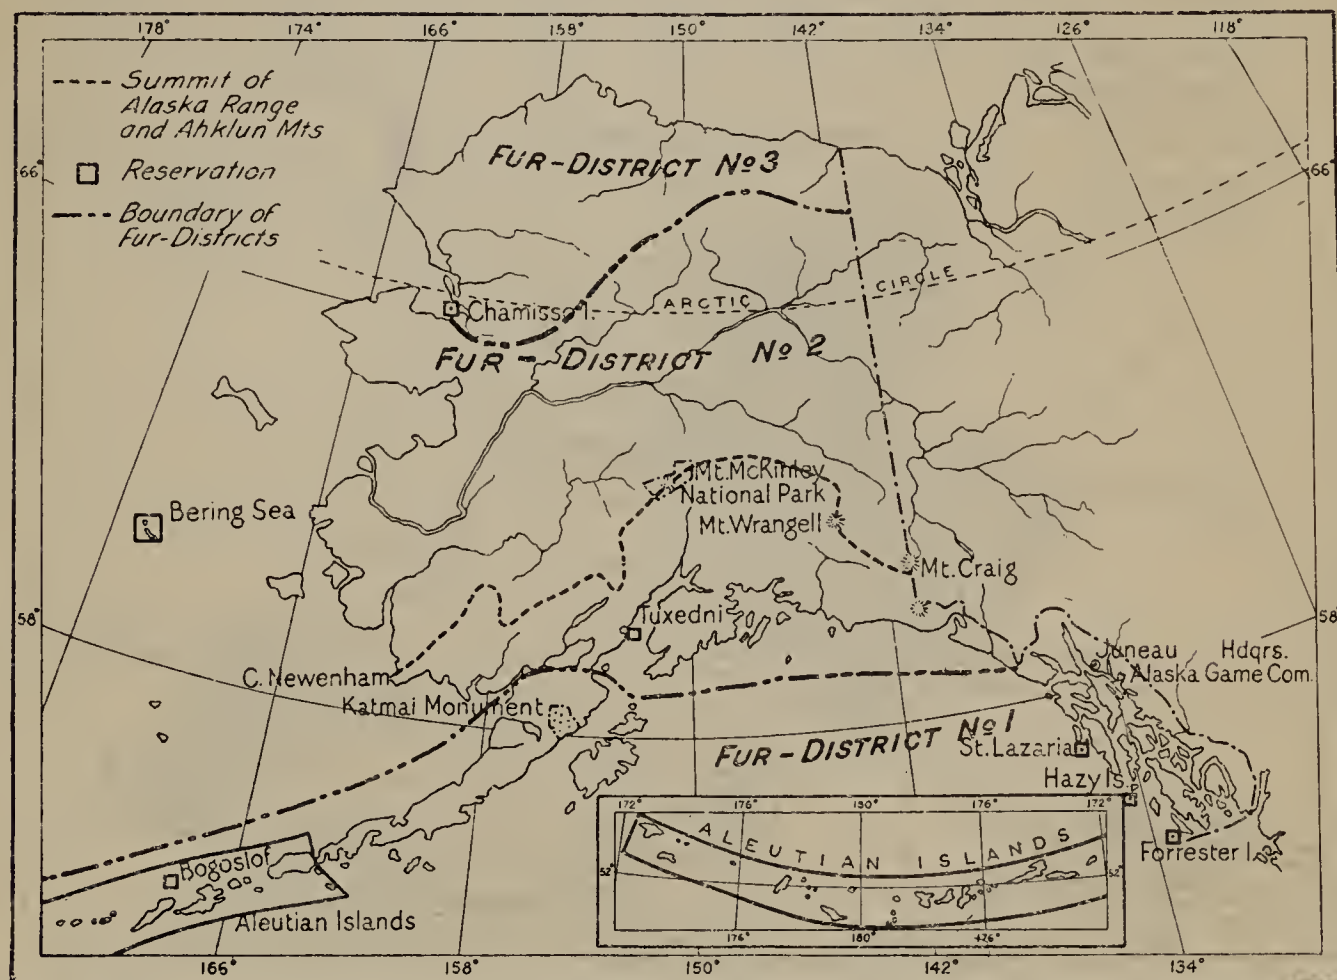 178° 174° 166 158° 150° 142° 134° 126° 118°
Summit of
Alaska Range
and Ahklun Mts
66°
66°
Reservation
Boundary of
Fur-Districts
FUR-DISTRICT No 3
ARCTIC CIRCLE
Chamisso I.
FUR-DISTRICT No 2
Mt. McKinley
National Park
Mt. Wrangell
Bering Sea
Mt. Craig
58°
58°
Tuxedni
Juneau Hdqrs.
Alaska Game Com.
C. Newenham
Katmai Monument
FUR-DISTRICT No 1
St. Lazaria
Hazy Is.
172° 176° 180° 176° 172°
ALEUTIAN ISLANDS
52°
52°
Forrester I.
Bogoslof
Aleutian Islands
176° 180° 176°
166° 158° 150° 142° 134°